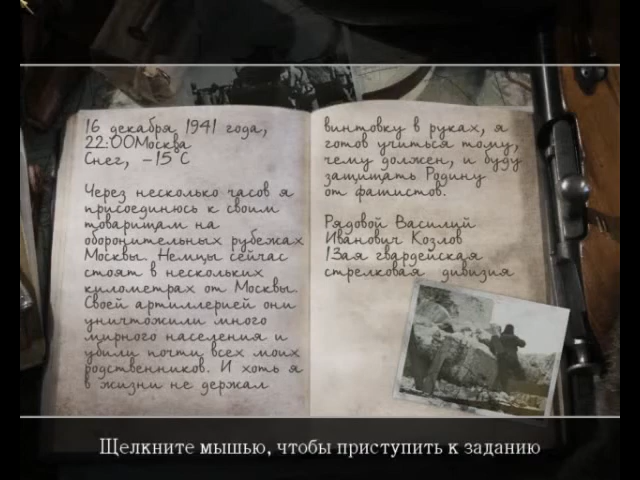 16 декабря 1941 года,
22:00Москва
Снег, -15 С
Через несколько часов я
присоединюсь к своим
товарищам на
оборонительных рубежах
Москвы. Немцы сейчас
стоят в нескольких
километрах от Москвы.
Своей артиллерией они
уничтожили много
мирного населения и
убили почти всех моих
родственников. И хоть я
в жизни не держал
винтовку в руках, я
готов учиться тому,
чему должен, и буду
защищать Родину
от фашистов.
Рядовой Василий
Иванович Козлов
13ая гвардейская
стрелковая дивизия
Щелкните мышью, чтобы приступить к заданию